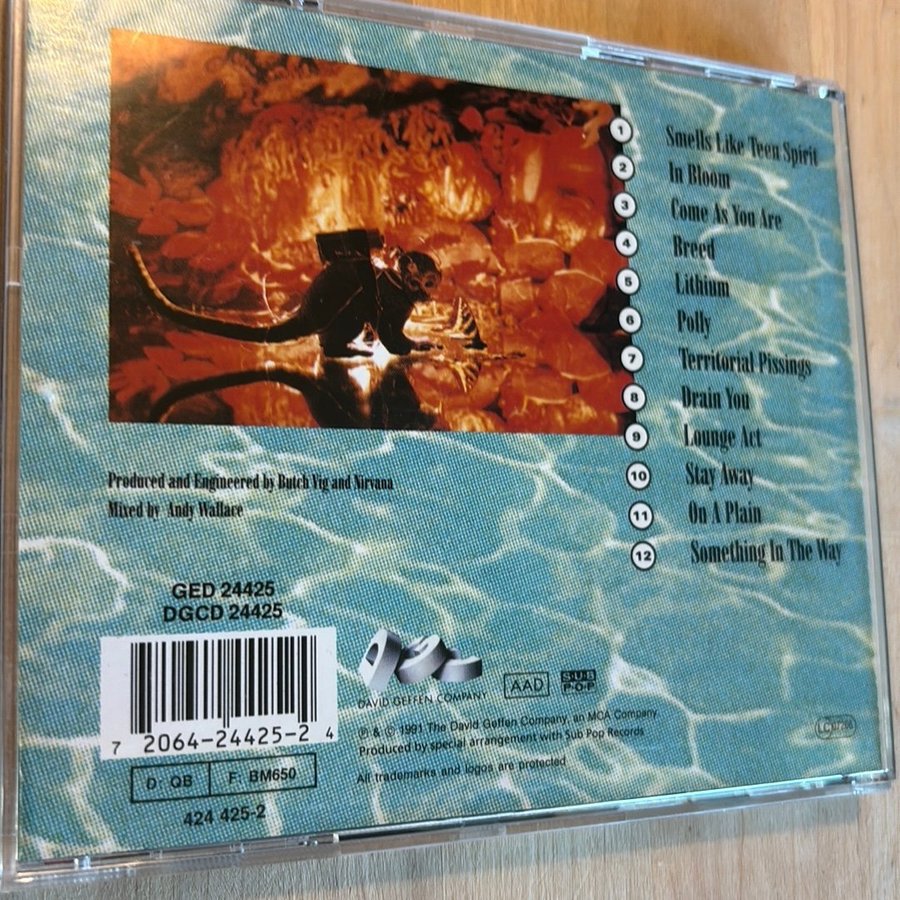 1 Smells Like Teen Spirit
2 In Bloom
3 Come As You Are
4 Breed
5 Lithium
6 Polly
7 Territorial Pissings
8 Drain You
9 Lounge Act
10 Stay Away
11 On A Plain
12 Something In The Way
Produced and Engineered by Butch Vig and Nirvana
Mixed by Andy Wallace
GED 24425
DGCD 24425
7 2064-24425-2 4
D: QB F: BM650
424 425-2
DAVID GEFFEN COMPANY
AAD
SUB POP
℗ & © 1991 The David Geffen Company, an MCA Company.
Produced by special arrangement with Sub Pop Records
All trademarks and logos are protected